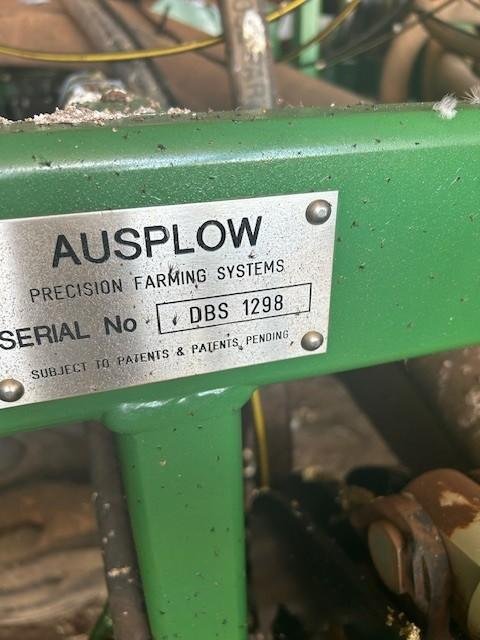 AUSPLOW
PRECISION FARMING SYSTEMS
SERIAL No DBS 1298
SUBJECT TO PATENTS & PATENTS PENDING